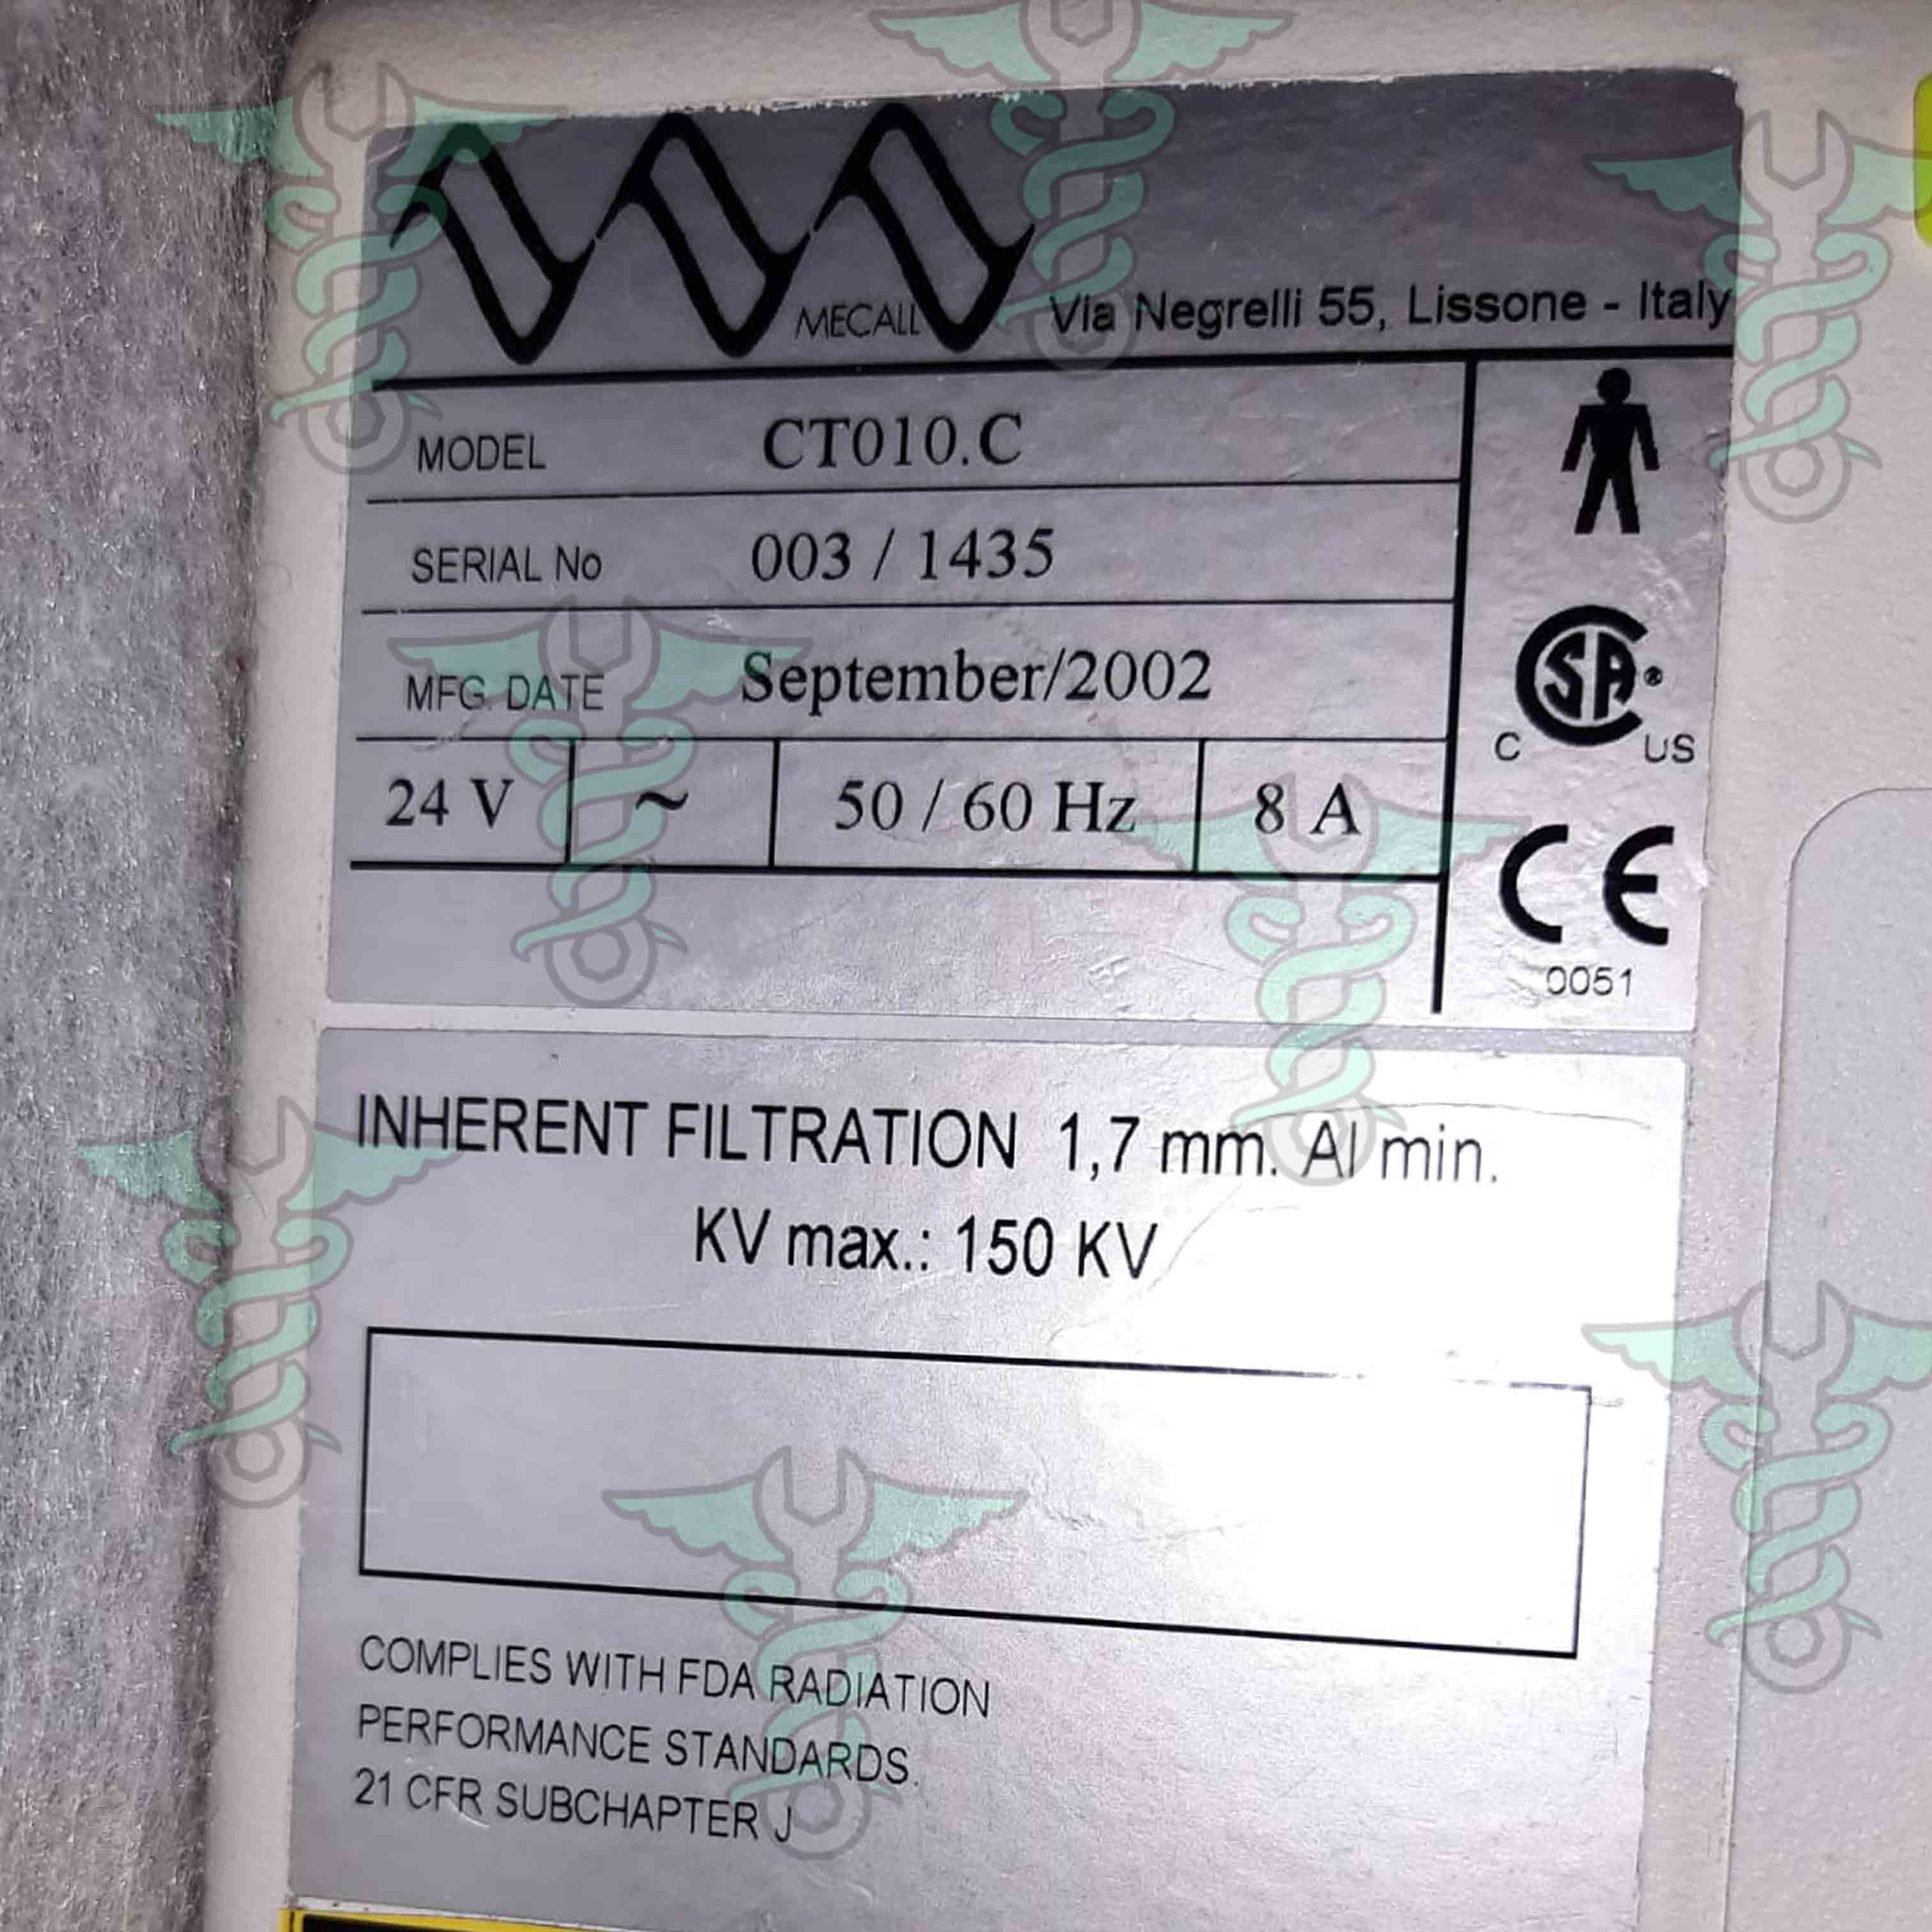 MECALL Via Negrelli 55, Lissone - Italy
MODEL CT010.C
SERIAL No 003 / 1435
MFG. DATE September/2002
24 V ~ 50 / 60 Hz 8 A
CSA®
C US
CE
0051
INHERENT FILTRATION 1,7 mm. Al min.
KV max.: 150 KV
COMPLIES WITH FDA RADIATION
PERFORMANCE STANDARDS.
21 CFR SUBCHAPTER J